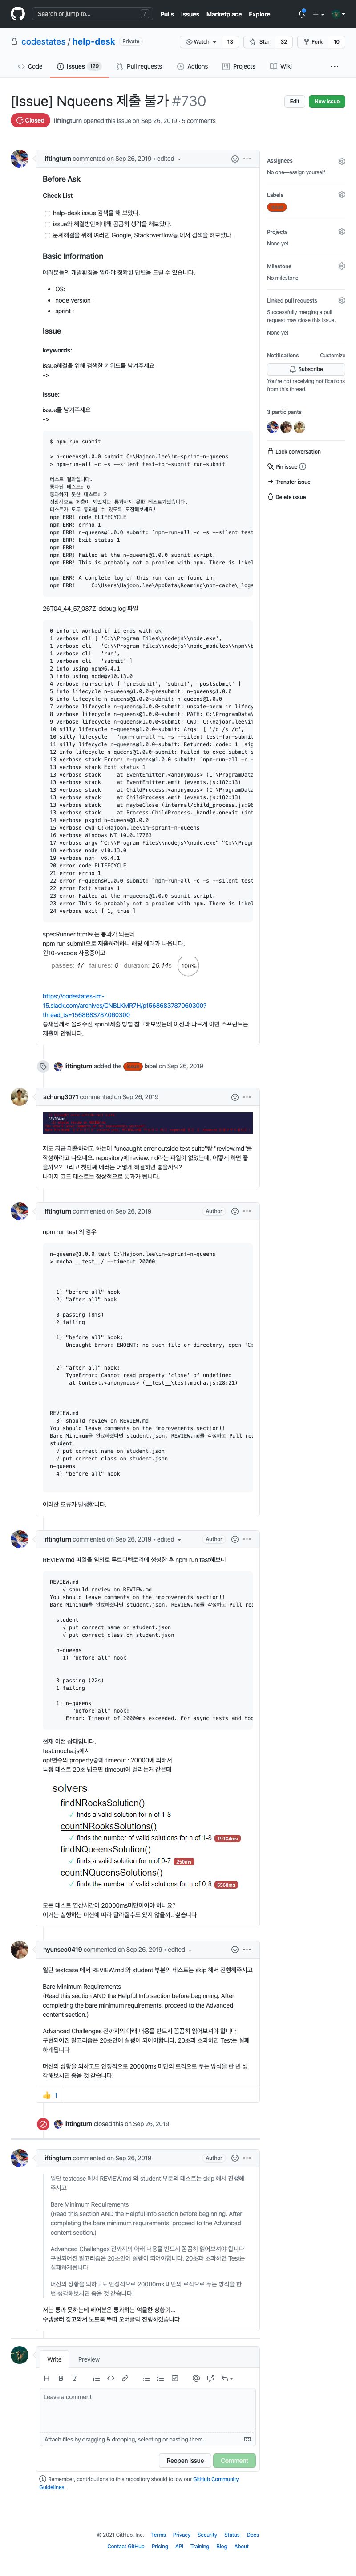 Search or jump to...
Pulls Issues Marketplace Explore
codestates / help-desk Private
Watch 13 Star 32 Fork 10
Code Issues 129 Pull requests Actions Projects Wiki
[Issue] Nqueens 제출 불가 #730
Edit New issue
Closed liftingturn opened this issue on Sep 26, 2019 · 5 comments
liftingturn commented on Sep 26, 2019 • edited
Before Ask
Check List
help-desk issue 검색을 해 보았다.
issue와 해결방안에대해 곰곰히 생각을 해보았다.
문제해결을 위해 여러번 Google, Stackoverflow등 에서 검색을 해보았다.
Basic Information
여러분들의 개발환경을 알아야 정확한 답변을 드릴 수 있습니다.
OS:
node_version :
sprint :
Issue
keywords:
issue해결를 위해 검색한 키워드를 남겨주세요
->
Issue:
issue를 남겨주세요
->
$ npm run submit
> n-queens@1.0.0 submit C:\Hajoon.lee\im-sprint-n-queens
> npm-run-all -c -s --silent test-for-submit run-submit
테스트 결과입니다.
통과된 테스트: 0
통과하지 못한 테스트: 2
정상적으로 제출이 되었지만 통과하지 못한 테스트가있습니다.
테스트가 모두 통과할 수 있도록 도전해보세요!
npm ERR! code ELIFECYCLE
npm ERR! errno 1
npm ERR! n-queens@1.0.0 submit: `npm-run-all -c -s --silent test-for
npm ERR! Exit status 1
npm ERR!
npm ERR! Failed at the n-queens@1.0.0 submit script.
npm ERR! This is probably not a problem with npm. There is likely ad
npm ERR! A complete log of this run can be found in:
npm ERR! C:\Users\Hajoon.lee\AppData\Roaming\npm-cache\_logs
26T04_44_57_037Z-debug.log 파일
0 info it worked if it ends with ok
1 verbose cli [ 'C:\\Program Files\\nodejs\\node.exe',
1 verbose cli 'C:\\Program Files\\nodejs\\node_modules\\npm\\b
1 verbose cli 'run',
1 verbose cli 'submit' ]
2 info using npm@6.4.1
3 info using node@v10.13.0
4 verbose run-script [ 'presubmit', 'submit', 'postsubmit' ]
5 info lifecycle n-queens@1.0.0~presubmit: n-queens@1.0.0
6 info lifecycle n-queens@1.0.0~submit: n-queens@1.0.0
7 verbose lifecycle n-queens@1.0.0~submit: unsafe-perm in lifecy
8 verbose lifecycle n-queens@1.0.0~submit: PATH: C:\ProgramData\
9 verbose lifecycle n-queens@1.0.0~submit: CWD: C:\Hajoon.lee\im
10 silly lifecycle n-queens@1.0.0~submit: Args: [ '/d /s /c',
10 silly lifecycle 'npm-run-all -c -s --silent test-for-submit
11 silly lifecycle n-queens@1.0.0~submit: Returned: code: 1 sig
12 info lifecycle n-queens@1.0.0~submit: Failed to exec submit sc
13 verbose stack Error: n-queens@1.0.0 submit: `npm-run-all -c -s
13 verbose stack Exit status 1
13 verbose stack at EventEmitter.<anonymous> (C:\ProgramData
13 verbose stack at EventEmitter.emit (events.js:182:13)
13 verbose stack at ChildProcess.<anonymous> (C:\ProgramData
13 verbose stack at ChildProcess.emit (events.js:182:13)
13 verbose stack at maybeClose (internal/child_process.js:96
13 verbose stack at Process.ChildProcess._handle.onexit (int
14 verbose pkgid n-queens@1.0.0
15 verbose cwd C:\Hajoon.lee\im-sprint-n-queens
16 verbose Windows_NT 10.0.17763
17 verbose argv "C:\\Program Files\\nodejs\\node.exe" "C:\\Progra
18 verbose node v10.13.0
19 verbose npm v6.4.1
20 error code ELIFECYCLE
21 error errno 1
22 error n-queens@1.0.0 submit: `npm-run-all -c -s --silent test
22 error Exit status 1
23 error Failed at the n-queens@1.0.0 submit script.
23 error This is probably not a problem with npm. There is likel
24 verbose exit [ 1, true ]
specRunner.html로는 통과가 되는데
npm run submit으로 제출하려하니 해당 에러가 나옵니다.
윈10-vscode 사용중이고
passes: 47 failures: 0 duration: 26.14s 100%
https://codestates-im-
15.slack.com/archives/CNBLKMR7H/p1568683787060300?
thread_ts=1568683787.060300
승재님께서 올려주신 sprint제출 방법 참고해보았는데 이전과 다르게 이번 스프린트는
제출이 안됩니다.
liftingturn added the label on Sep 26, 2019
achung3071 commented on Sep 26, 2019
REVIEW.md
저도 지금 제출하려고 하는데 "uncaught error outside test suite"랑 "review.md"를
작성하라고 나오네요. repository에 review.md라는 파일이 없었는데, 어떻게 하면 좋
을까요? 그리고 첫번째 에러는 어떻게 해결하면 좋을까요?
나머지 코드 테스트는 정상적으로 통과가 됩니다.
liftingturn commented on Sep 26, 2019 Author
npm run test 의 경우
n-queens@1.0.0 test C:\Hajoon.lee\im-sprint-n-queens
> mocha __test__/ --timeout 20000
1) "before all" hook
2) "after all" hook
0 passing (8ms)
2 failing
1) "before all" hook:
Uncaught Error: ENOENT: no such file or directory, open 'C:
2) "after all" hook:
TypeError: Cannot read property 'close' of undefined
at Context.<anonymous> (__test__\test.mocha.js:28:21)
REVIEW.md
3) should review on REVIEW.md
You should leave comments on the improvement section!!
Bare Minimum을 완료하셨다면 student.json, REVIEW.md를 작성하고 Pull rec
student
√ put correct name on student.json
√ put correct class on student.json
n-queens
4) "before all" hook
이러한 오류가 발생합니다.
liftingturn commented on Sep 26, 2019 • edited Author
REVIEW.md 파일을 임의로 루트디렉토리에 생성한 후 npm run test해보니
REVIEW.md
√ should review on REVIEW.md
You should leave comments on the improvements section!!
Bare Minimum을 완료하셨다면 student.json, REVIEW.md를 작성하고 Pull rec
student
√ put correct name on student.json
√ put correct class on student.json
n-queens
1) "before all" hook
3 passing (22s)
1 failing
1) n-queens
"before all" hook:
Error: Timeout of 20000ms exceeded. For async tests and hoo
현재 이런 상태입니다.
test.mocha.js에서
opt변수의 property중에 timeout : 20000에 의해서
특정 테스트 20초 넘으면 timeout에 걸리는거 같은데
solvers
findNRooksSolution()
✓ finds a valid solution for n of 1-8
countNRooksSolutions()
✓ finds the number of valid solutions for n of 1-8 19184ms
findNQueensSolution()
✓ finds a valid solution for n of 0-7 250ms
countNQueensSolutions()
✓ finds the number of valid solutions for n of 0-8 6568ms
모든 테스트 연산시간이 20000ms미만이어야 하나요?
이거는 실행하는 머신에 따라 달라질수도 있지 않을까.. 싶습니다
hyunseo0419 commented on Sep 26, 2019 • edited
일단 testcase 에서 REVIEW.md 와 student 부분의 테스트는 skip 해서 진행해주시고
Bare Minimum Requirements
(Read this section AND the Helpful Info section before beginning. After
completing the bare minimum requirements, proceed to the Advanced
content section.)
Advanced Challenges 전까지의 아래 내용을 반드시 꼼꼼히 읽어보셔야 합니다
구현되어진 알고리즘은 20초안에 실행이 되어야합니다. 20초과 초과하면 Test는 실패
하게됩니다
머신의 상황을 외하고도 안정적으로 20000ms 미만의 로직으로 푸는 방식을 한 번 생
각해보시면 좋을 것 같습니다!
👍 1
liftingturn closed this on Sep 26, 2019
liftingturn commented on Sep 26, 2019 Author
일단 testcase 에서 REVIEW.md 와 student 부분의 테스트는 skip 해서 진행해
주시고
Bare Minimum Requirements
(Read this section AND the Helpful Info section before beginning. After
completing the bare minimum requirements, proceed to the Advanced
content section.)
Advanced Challenges 전까지의 아래 내용을 반드시 꼼꼼히 읽어보셔야 합니다
구현되어진 알고리즘은 20초안에 실행이 되어야합니다. 20초과 초과하면 Test는
실패하게됩니다
머신의 상황을 외하고도 안정적으로 20000ms 미만의 로직으로 푸는 방식을 한
번 생각해보시면 좋을 것 같습니다!
저는 통과 못하는데 페어분은 통과하는 억울한 상황이...
수냉쿨러 갖고와서 노트북 뚜따 오버클락 진행하겠습니다
Write Preview
Leave a comment
Attach files by dragging & dropping, selecting or pasting them.
Reopen issue Comment
Remember, contributions to this repository should follow our GitHub Community
Guidelines.
Assignees
No one—assign yourself
Labels
Projects
None yet
Milestone
No milestone
Linked pull requests
Successfully merging a pull
request may close this issue.
None yet
Notifications Customize
Subscribe
You're not receiving notifications
from this thread.
3 participants
Lock conversation
Pin issue
Transfer issue
Delete issue
© 2021 GitHub, Inc. Terms Privacy Security Status Docs
Contact GitHub Pricing API Training Blog About